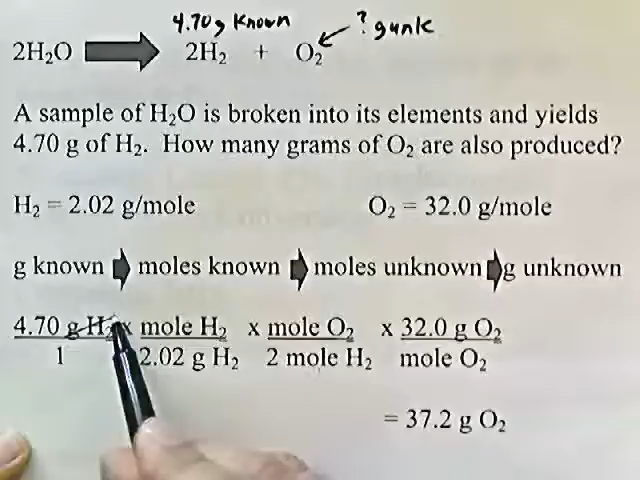 4.70g Known ? gunk
2H₂O 2H₂ + O₂
A sample of H₂O is broken into its elements and yields
4.70 g of H₂. How many grams of O₂ are also produced?
H₂ = 2.02 g/mole O₂ = 32.0 g/mole
g known moles known moles unknown g unknown
4.70 g H₂ x mole H₂ x mole O₂ x 32.0 g O₂
1 2.02 g H₂ 2 mole H₂ mole O₂
= 37.2 g O₂